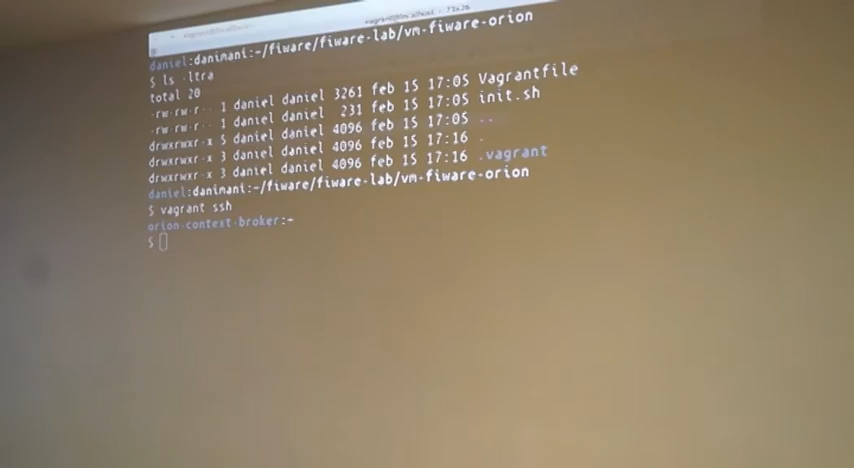 daniel:danimani:~/fiware/fiware-lab/vm-fiware-orion
$ ls -ltra
total 20
-rw-rw-r-- 1 daniel daniel 3261 feb 15 17:05 Vagrantfile
-rw-rw-r-- 1 daniel daniel 231 feb 15 17:05 init.sh
drwxrwxr-x 5 daniel daniel 4096 feb 15 17:05 ..
drwxrwxr-x 3 daniel daniel 4096 feb 15 17:16 .
drwxrwxr-x 3 daniel daniel 4096 feb 15 17:16 .vagrant
daniel:danimani:~/fiware/fiware-lab/vm-fiware-orion
$ vagrant ssh
orion-context-broker:~
$